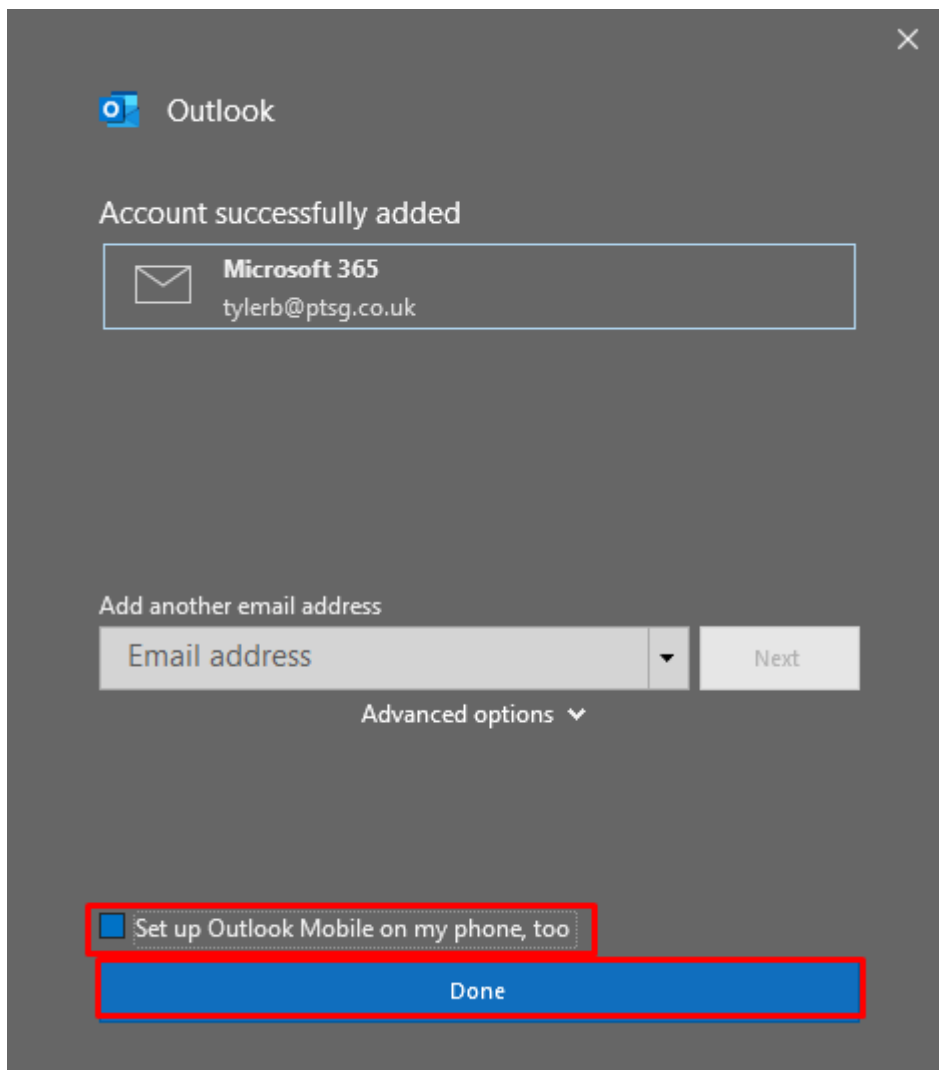 Outlook
Account successfully added
Microsoft 365
tylerb@ptsg.co.uk
Add another email address
Email address
Next
Advanced options
Set up Outlook Mobile on my phone, too
Done